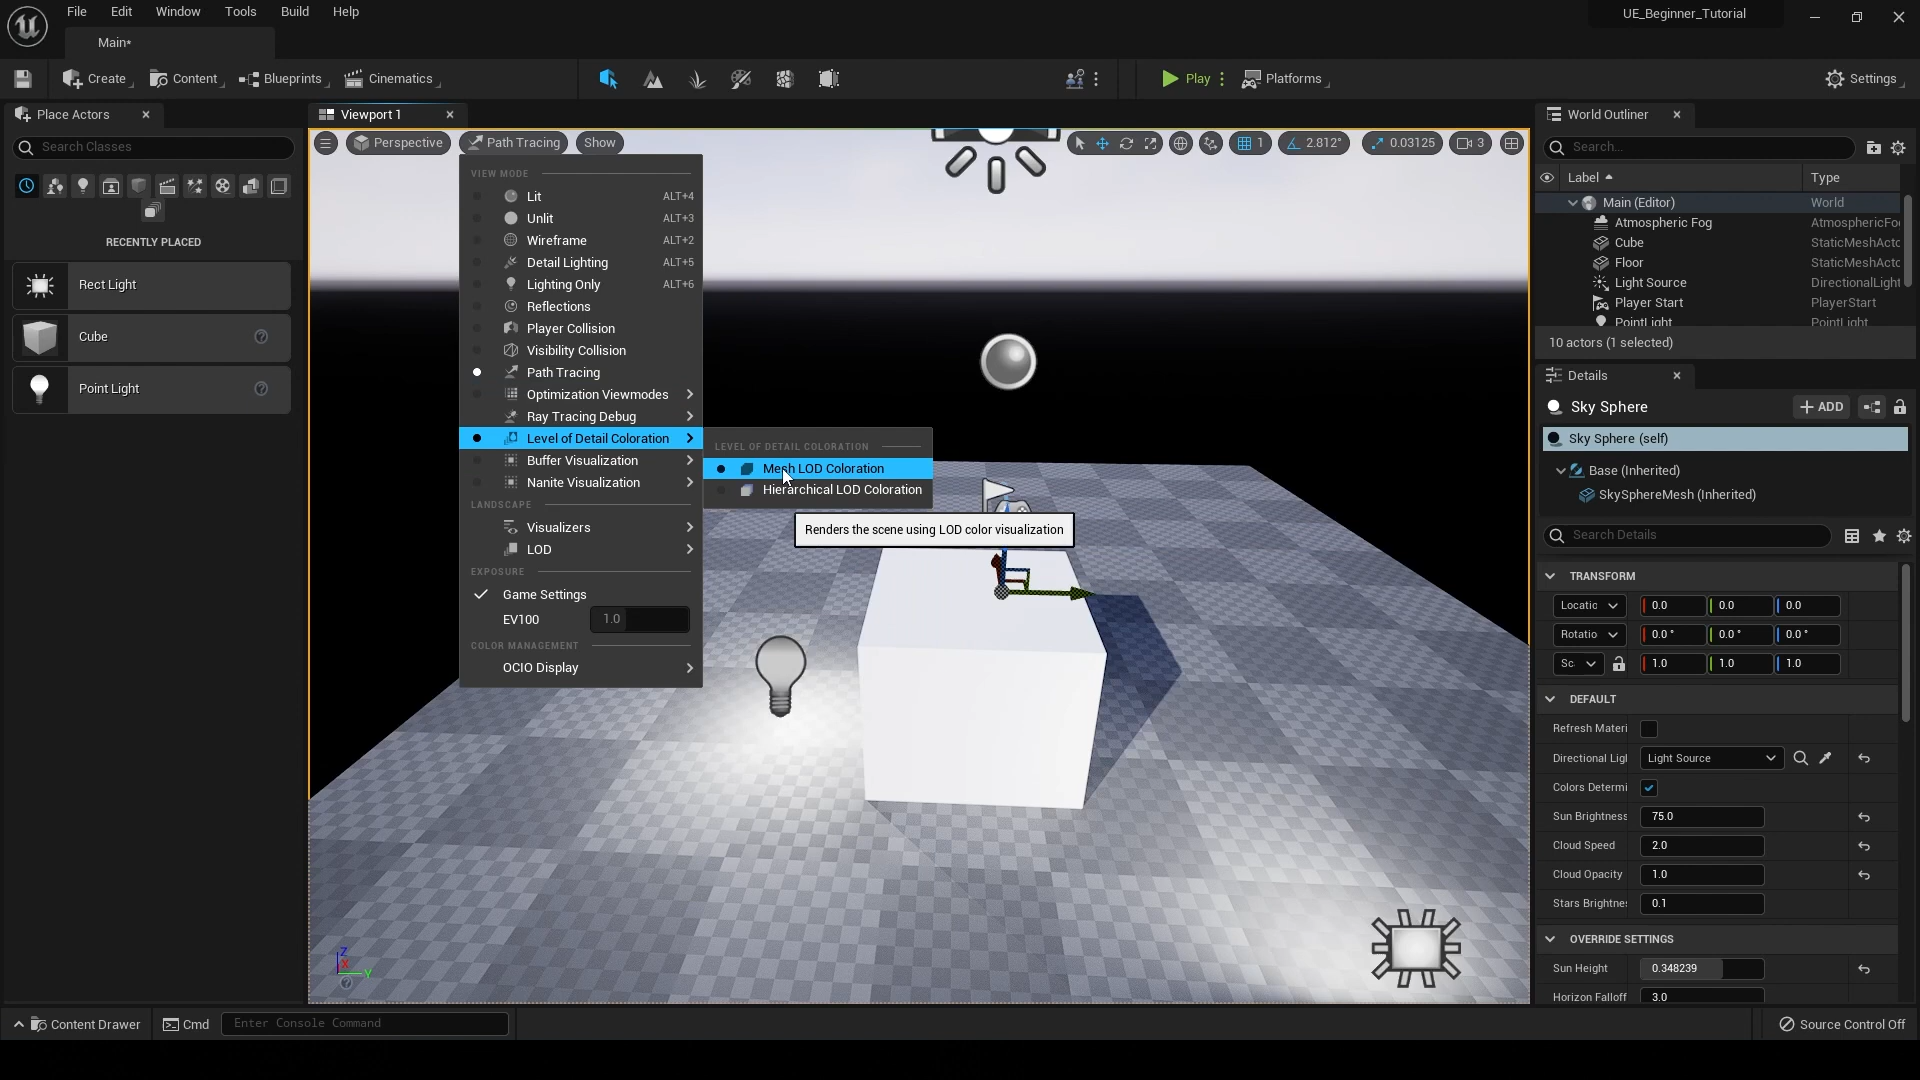 File Edit Window Tools Build Help
UE_Beginner_Tutorial
Main*
Create
Content
Blueprints
Cinematics
Play
Platforms
Settings
Place Actors
Search Classes
RECENTLY PLACED
Rect Light
Cube
Point Light
Viewport 1
Perspective
Path Tracing
Show
1
2.812°
0.03125
3
VIEW MODE
Lit ALT+4
Unlit ALT+3
Wireframe ALT+2
Detail Lighting ALT+5
Lighting Only ALT+6
Reflections
Player Collision
Visibility Collision
Path Tracing
Optimization Viewmodes
Ray Tracing Debug
Level of Detail Coloration
Buffer Visualization
Nanite Visualization
LANDSCAPE
Visualizers
LOD
EXPOSURE
Game Settings
EV100 1.0
COLOR MANAGEMENT
OCIO Display
LEVEL OF DETAIL COLORATION
Mesh LOD Coloration
Hierarchical LOD Coloration
Renders the scene using LOD color visualization
Z
X
Y
World Outliner
Search...
Label Type
Main (Editor) World
Atmospheric Fog AtmosphericFo
Cube StaticMeshActo
Floor StaticMeshActo
Light Source DirectionalLight
Player Start PlayerStart
PointLight PointLight
10 actors (1 selected)
Details
Sky Sphere
ADD
Sky Sphere (self)
Base (Inherited)
SkySphereMesh (Inherited)
Search Details
TRANSFORM
Locatic 0.0 0.0 0.0
Rotatio 0.0 ° 0.0 ° 0.0 °
Sc 1.0 1.0 1.0
DEFAULT
Refresh Materi
Directional Ligl Light Source
Colors Determi
Sun Brightness 75.0
Cloud Speed 2.0
Cloud Opacity 1.0
Stars Brightnes 0.1
OVERRIDE SETTINGS
Sun Height 0.348239
Horizon Falloff 3.0
Content Drawer
Cmd
Enter Console Command
Source Control Off